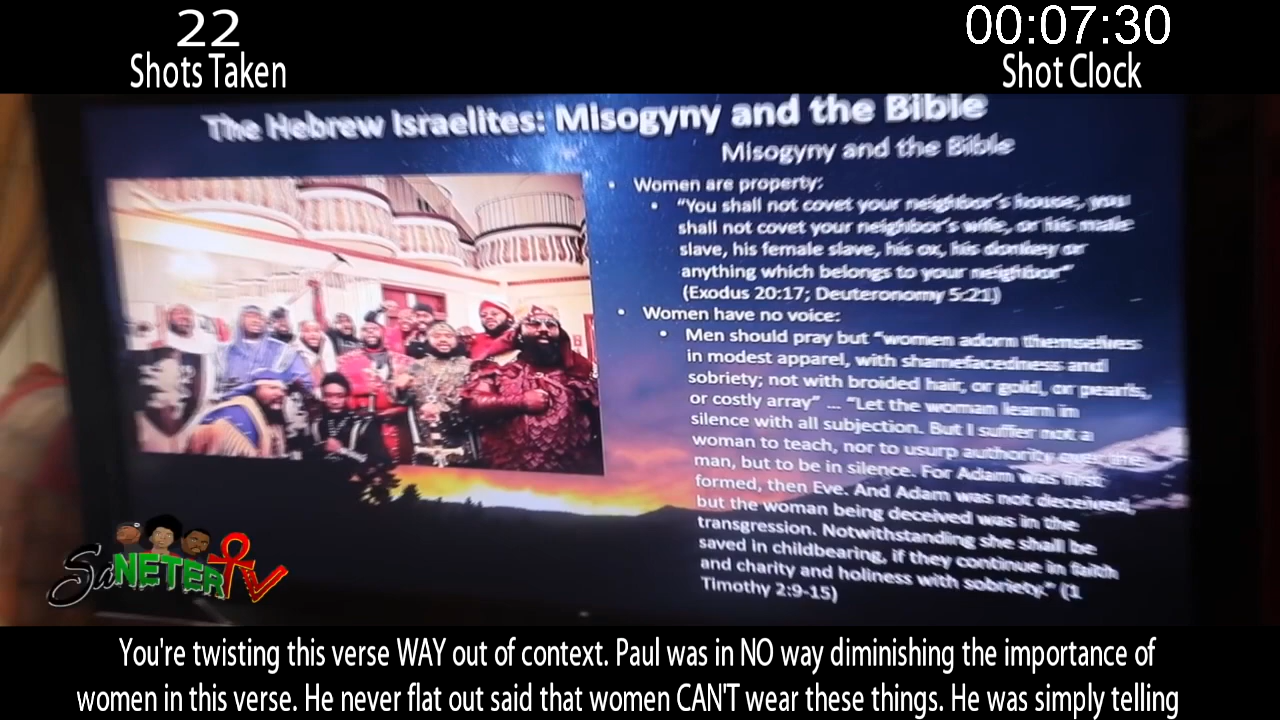 22
Shots Taken
00:07:30
Shot Clock
The Hebrew Israelites: Misogyny and the Bible
Misogyny and the Bible
• Women are property:
• "You shall not covet your neighbor's house, you
shall not covet your neighbor's wife, or his male
slave, his female slave, his ox, his donkey or
anything which belongs to your neighbor"
(Exodus 20:17; Deuteronomy 5:21)
• Women have no voice:
• Men should pray but "women adorn themselves
in modest apparel, with shamefacedness and
sobriety; not with broided hair, or gold, or pearls,
or costly array" ... "Let the woman learn in
silence with all subjection. But I suffer not a
woman to teach, nor to usurp authority over the
man, but to be in silence. For Adam was first
formed, then Eve. And Adam was not deceived,
but the woman being deceived was in the
transgression. Notwithstanding she shall be
saved in childbearing, if they continue in faith
and charity and holiness with sobriety." (1
Timothy 2:9-15)
SaNETERTV
You're twisting this verse WAY out of context. Paul was in NO way diminishing the importance of
women in this verse. He never flat out said that women CAN'T wear these things. He was simply telling